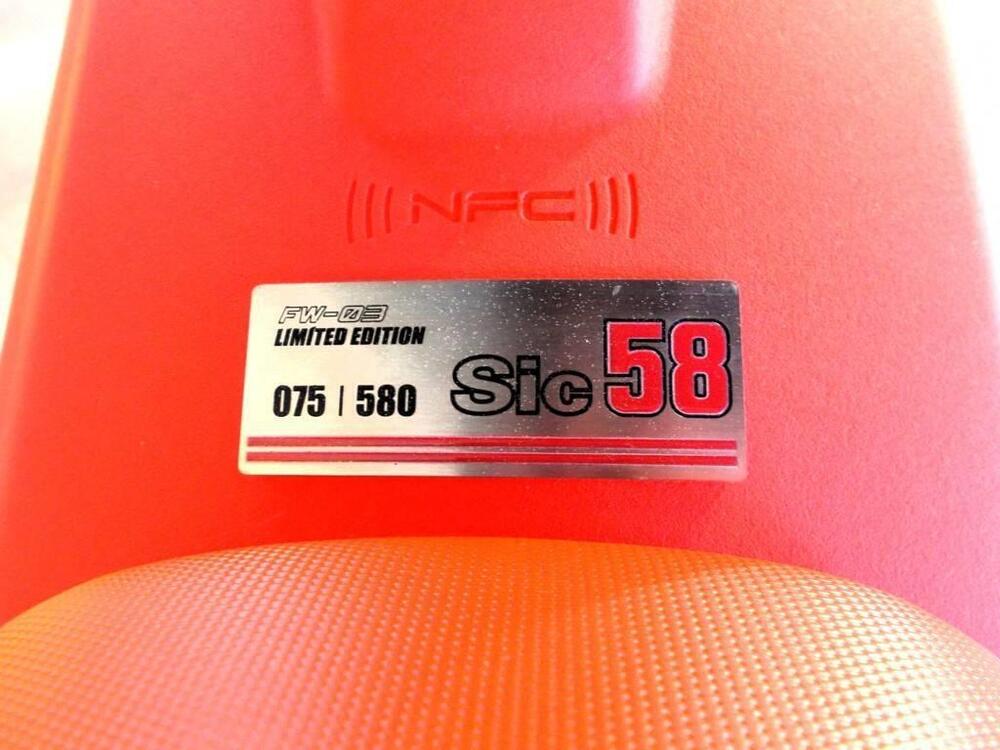 NFC
FW-03
LIMITED EDITION
075 | 580
Sic 58